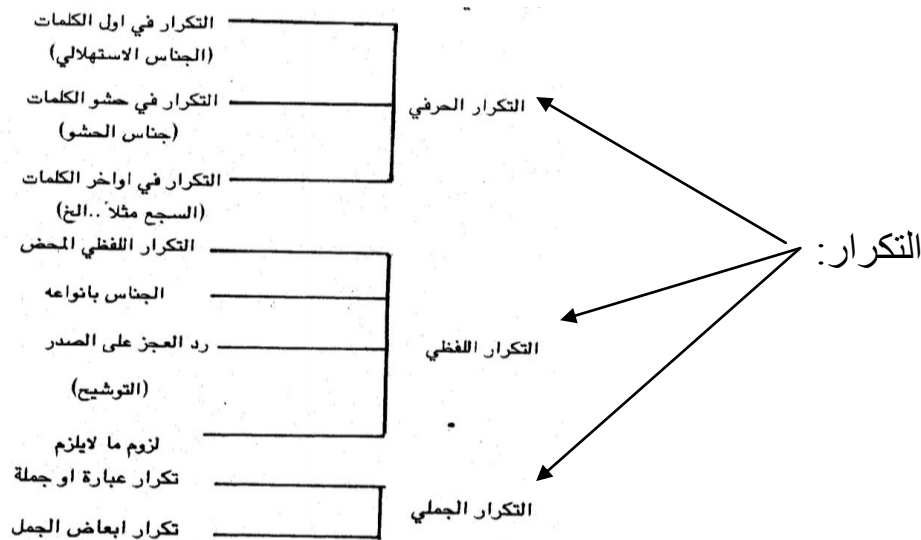 التكرار:
التكرار الحرفي
التكرار في اول الكلمات
(الجناس الاستهلالي)
التكرار في حشو الكلمات
(جناس الحشو)
التكرار في اواخر الكلمات
(السجع مثلاً ..الخ)
التكرار اللفظي
التكرار اللفظي المحض
الجناس بانواعه
رد العجز على الصدر
(التوشيح)
لزوم ما لايلزم
التكرار الجملي
تكرار عبارة او جملة
تكرار ابعاض الجمل